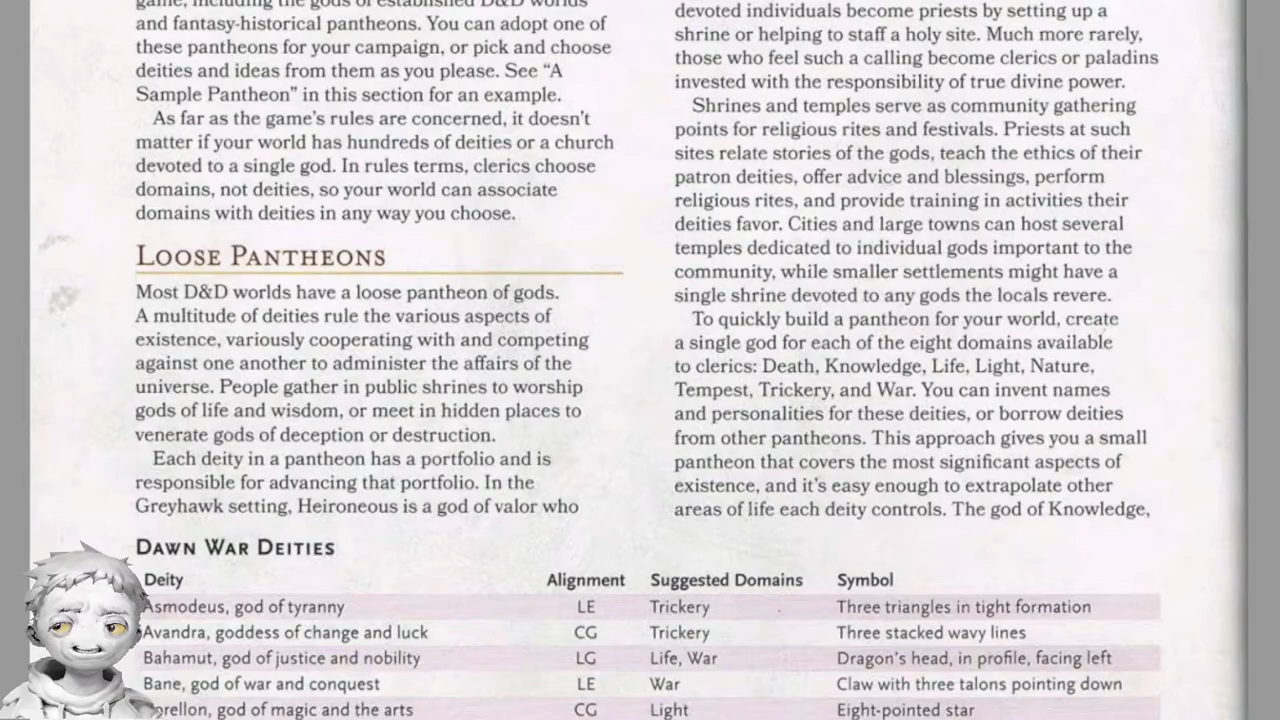 and fantasy-historical pantheons. You can adopt one of
these pantheons for your campaign, or pick and choose
deities and ideas from them as you please. See “A
Sample Pantheon” in this section for an example.
As far as the game’s rules are concerned, it doesn’t
matter if your world has hundreds of deities or a church
devoted to a single god. In rules terms, clerics choose
domains, not deities, so your world can associate
domains with deities in any way you choose.
LOOSE PANTHEONS
Most D&D worlds have a loose pantheon of gods.
A multitude of deities rule the various aspects of
existence, variously cooperating with and competing
against one another to administer the affairs of the
universe. People gather in public shrines to worship
gods of life and wisdom, or meet in hidden places to
venerate gods of deception or destruction.
Each deity in a pantheon has a portfolio and is
responsible for advancing that portfolio. In the
Greyhawk setting, Heironeous is a god of valor who
devoted individuals become priests by setting up a
shrine or helping to staff a holy site. Much more rarely,
those who feel such a calling become clerics or paladins
invested with the responsibility of true divine power.
Shrines and temples serve as community gathering
points for religious rites and festivals. Priests at such
sites relate stories of the gods, teach the ethics of their
patron deities, offer advice and blessings, perform
religious rites, and provide training in activities their
deities favor. Cities and large towns can host several
temples dedicated to individual gods important to the
community, while smaller settlements might have a
single shrine devoted to any gods the locals revere.
To quickly build a pantheon for your world, create
a single god for each of the eight domains available
to clerics: Death, Knowledge, Life, Light, Nature,
Tempest, Trickery, and War. You can invent names
and personalities for these deities, or borrow deities
from other pantheons. This approach gives you a small
pantheon that covers the most significant aspects of
existence, and it’s easy enough to extrapolate other
areas of life each deity controls. The god of Knowledge,
DAWN WAR DEITIES
Deity Alignment Suggested Domains Symbol
Asmodeus, god of tyranny LE Trickery Three triangles in tight formation
Avandra, goddess of change and luck CG Trickery Three stacked wavy lines
Bahamut, god of justice and nobility LG Life, War Dragon’s head, in profile, facing left
Bane, god of war and conquest LE War Claw with three talons pointing down
god of magic and the arts CG Light Eight-pointed star